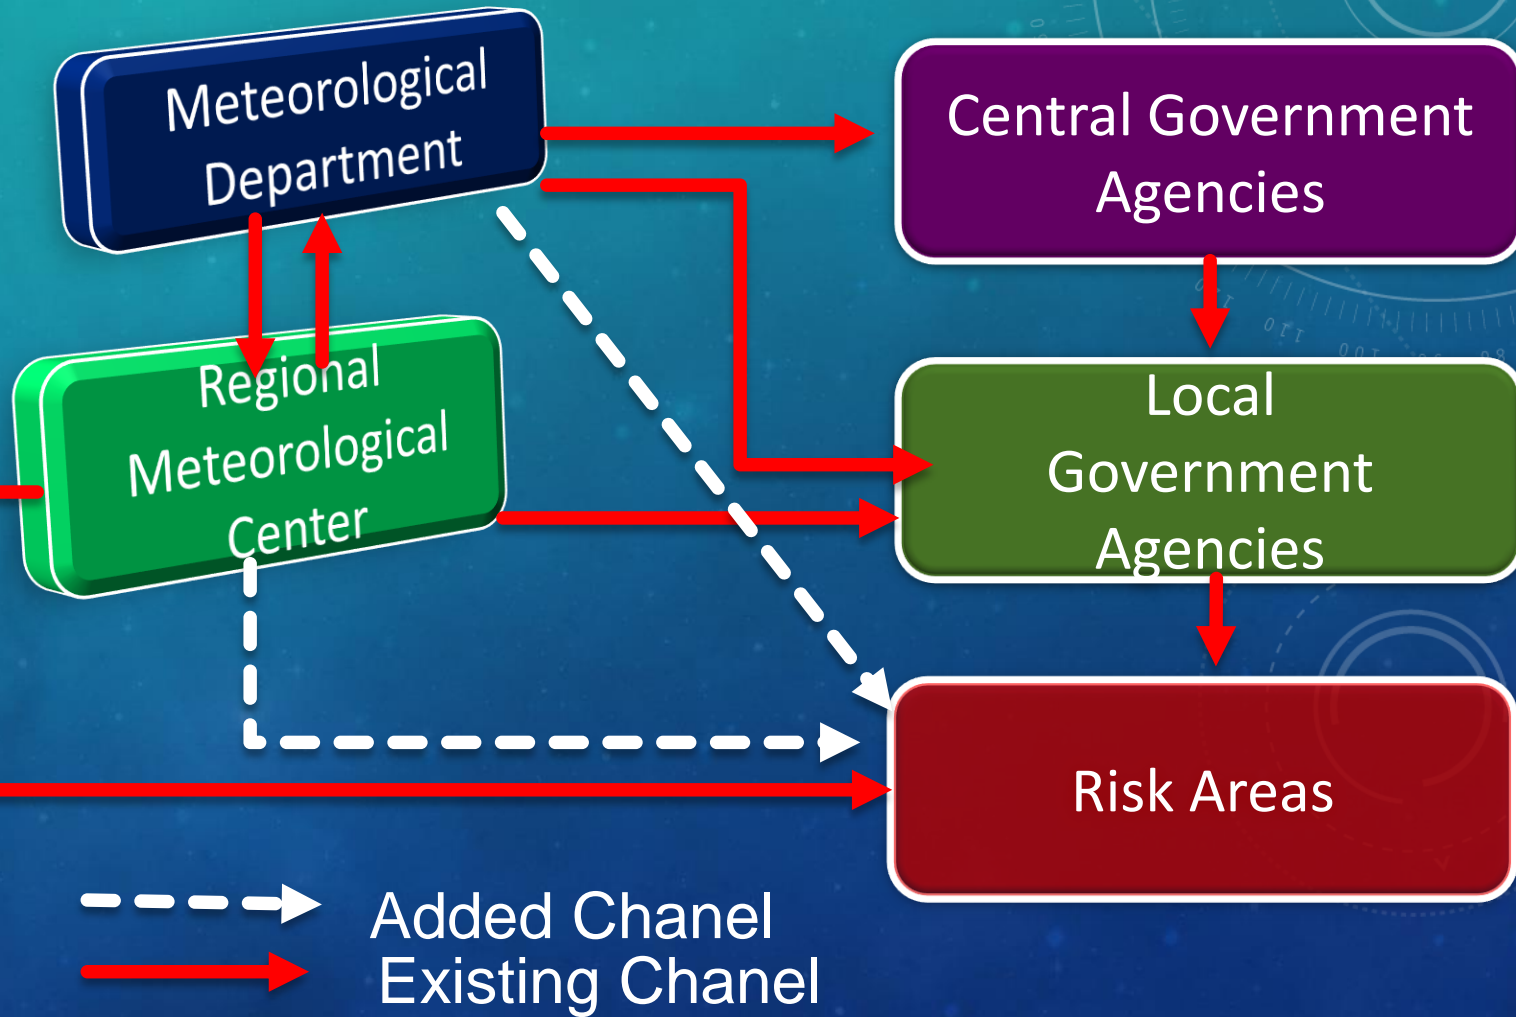 Meteorological
Department
Central Government
Agencies
Regional
Meteorological
Center
Local
Government
Agencies
Risk Areas
Added Chanel
Existing Chanel